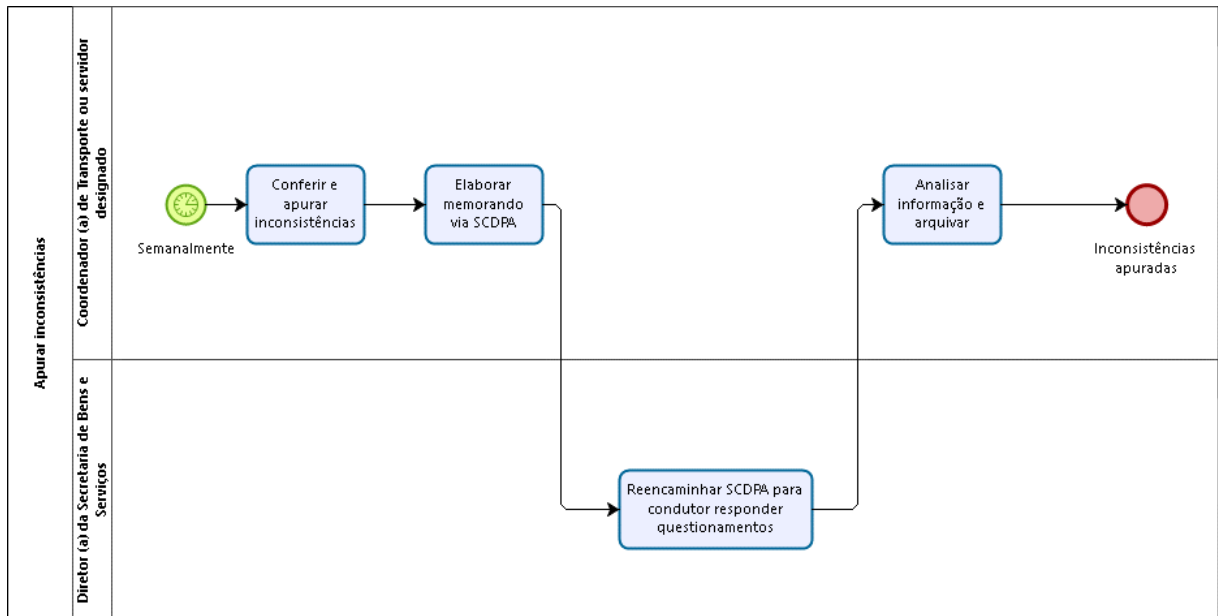 Apurar inconsistências
Coordenador (a) de Transporte ou servidor
designado
Semanalmente
Conferir e
apurar
inconsistências
Elaborar
memorando
via SCDPA
Analisar
informação e
arquivar
Inconsistências
apuradas
Diretor (a) da Secretaria de Bens e
Serviços
Reencaminhar SCDPA para
condutor responder
questionamentos